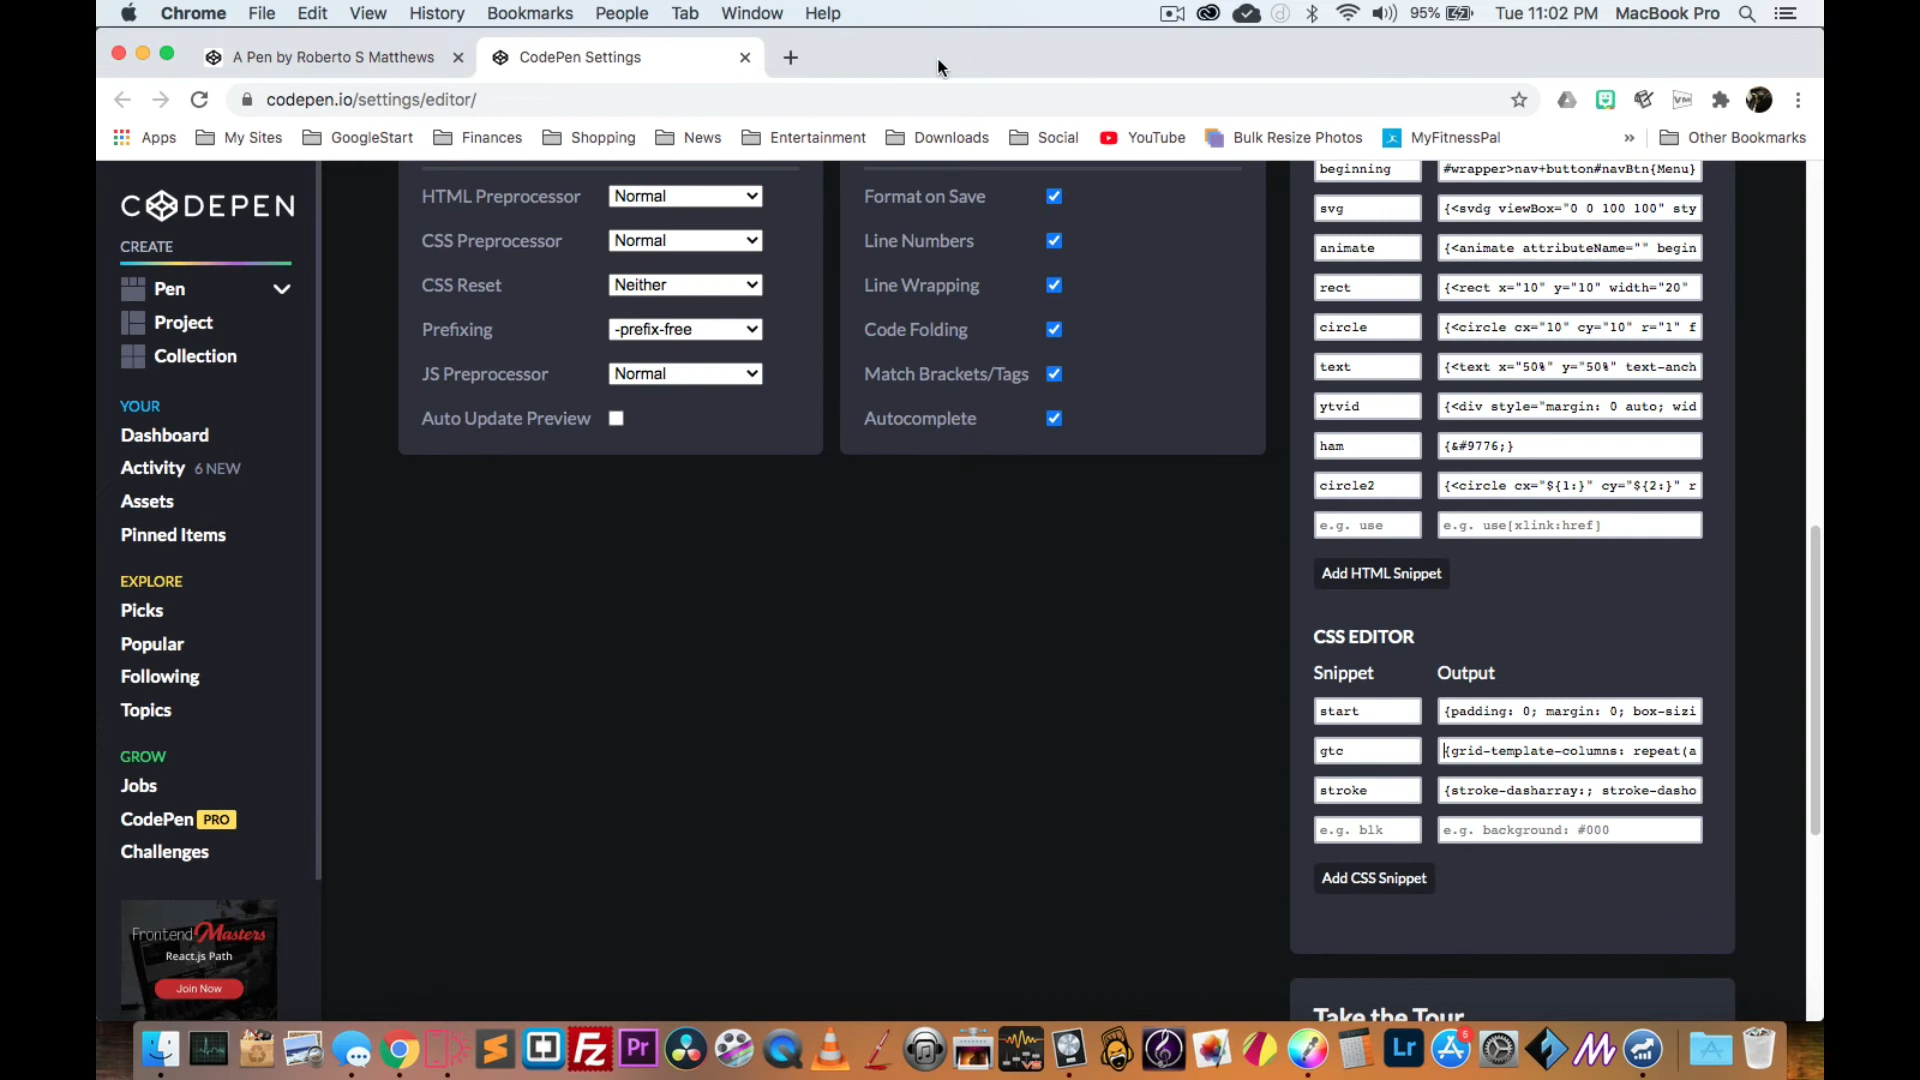 Chrome File Edit View History Bookmarks People Tab Window Help 95% Tue 11:02 PM MacBook Pro
A Pen by Roberto S Matthews CodePen Settings
codepen.io/settings/editor/
Apps My Sites GoogleStart Finances Shopping News Entertainment Downloads Social YouTube Bulk Resize Photos MyFitnessPal » Other Bookmarks
CODEPEN
CREATE
Pen
Project
Collection
YOUR
Dashboard
Activity 6 NEW
Assets
Pinned Items
EXPLORE
Picks
Popular
Following
Topics
GROW
Jobs
CodePen PRO
Challenges
Frontend Masters
React.js Path
Join Now
HTML Preprocessor Normal
CSS Preprocessor Normal
CSS Reset Neither
Prefixing -prefix-free
JS Preprocessor Normal
Auto Update Preview
Format on Save
Line Numbers
Line Wrapping
Code Folding
Match Brackets/Tags
Autocomplete
beginning #wrapper>nav+button#navBtn{Menu}
svg {<svdg viewBox="0 0 100 100" sty
animate {<animate attributeName="" begin
rect {<rect x="10" y="10" width="20"
circle {<circle cx="10" cy="10" r="1" f
text {<text x="50%" y="50%" text-anch
ytvid {<div style="margin: 0 auto; wid
ham {&#9776;}
circle2 {<circle cx="${1:}" cy="${2:}" r
e.g. use e.g. use[xlink:href]
Add HTML Snippet
CSS EDITOR
Snippet Output
start {padding: 0; margin: 0; box-sizi
gtc {grid-template-columns: repeat(a
stroke {stroke-dasharray:; stroke-dasho
e.g. blk e.g. background: #000
Add CSS Snippet
Take the Tour
Fz Pr Lr 6